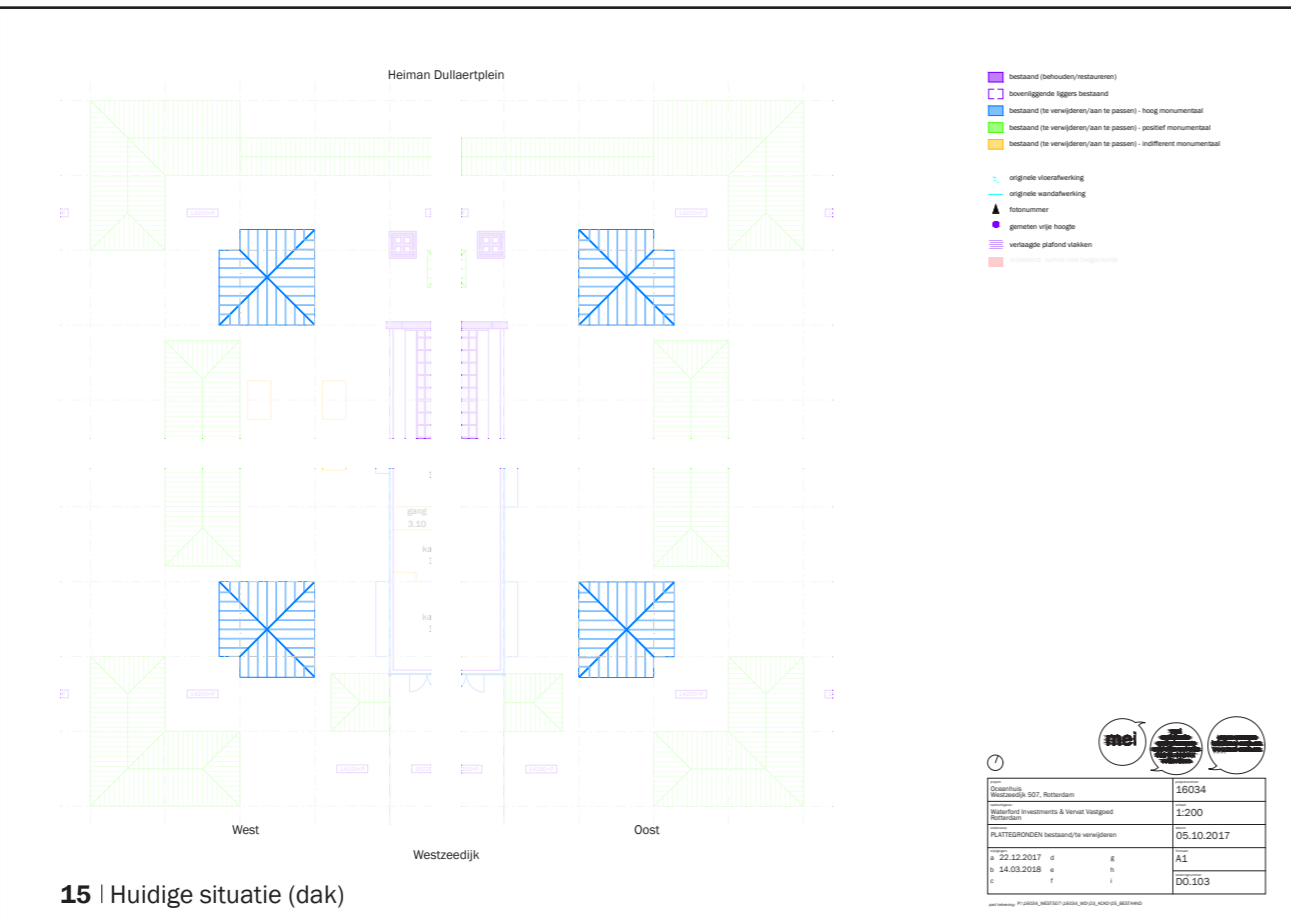 Heiman Dullaertplein
bestaand (behouden/restaureren)
bovenliggende liggers bestaand
bestaand (te verwijderen/aan te passen) - hoog monumentaal
bestaand (te verwijderen/aan te passen) - positief monumentaal
bestaand (te verwijderen/aan te passen) - indifferent monumentaal
originele vloerafwerking
originele wandafwerking
fotonummer
gemeten vrije hoogte
verlaagde plafond vlakken
gang
3.10
ka
ka
West
Oost
Westzeedijk
15 | Huidige situatie (dak)
mei
Oceanhuis
Westzeedijk 507, Rotterdam
16034
Waterford Investments & Vervat Vastgoed
Rotterdam
1:200
PLATTEGRONDEN bestaand/te verwijderen
05.10.2017
a 22.12.2017 d g
b 14.03.2018 e h
c f i
A1
DO.103